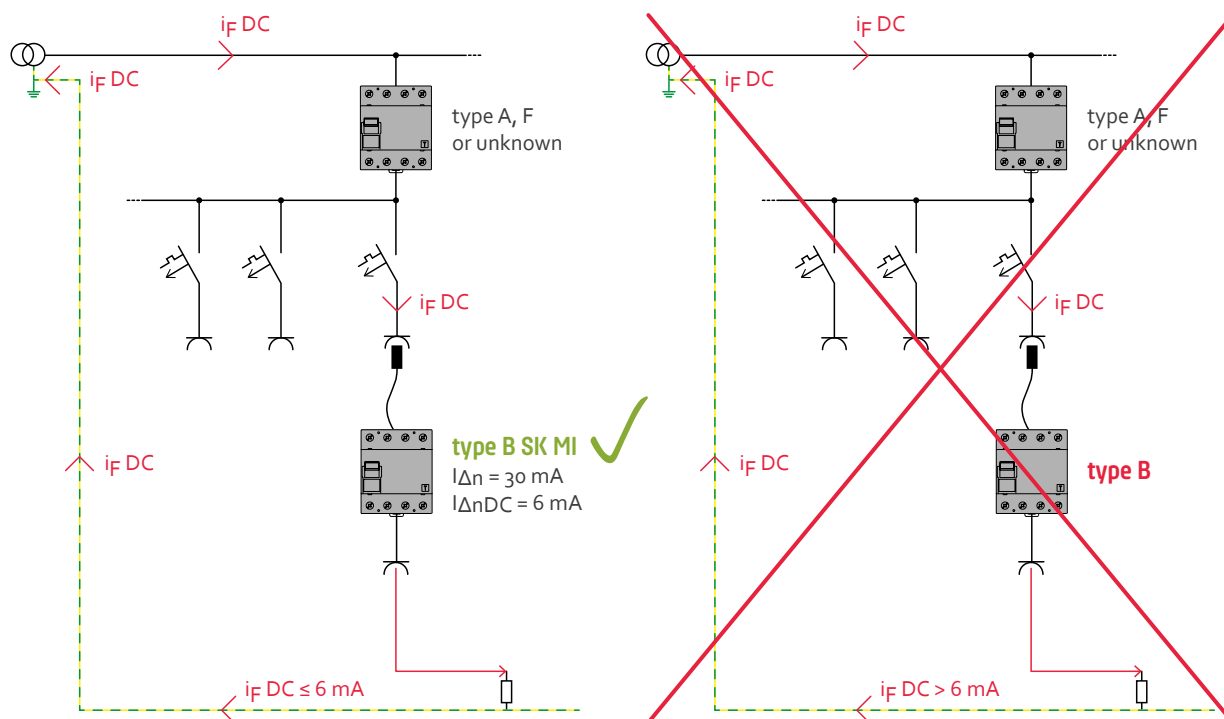 iF DC
iF DC
type A, F
or unknown
T
iF DC
iF DC
type B SK MI
IΔn = 30 mA
IΔnDC = 6 mA
T
iF DC ≤ 6 mA
iF DC
iF DC
type A, F
or unknown
T
iF DC
iF DC
type B
T
iF DC > 6 mA